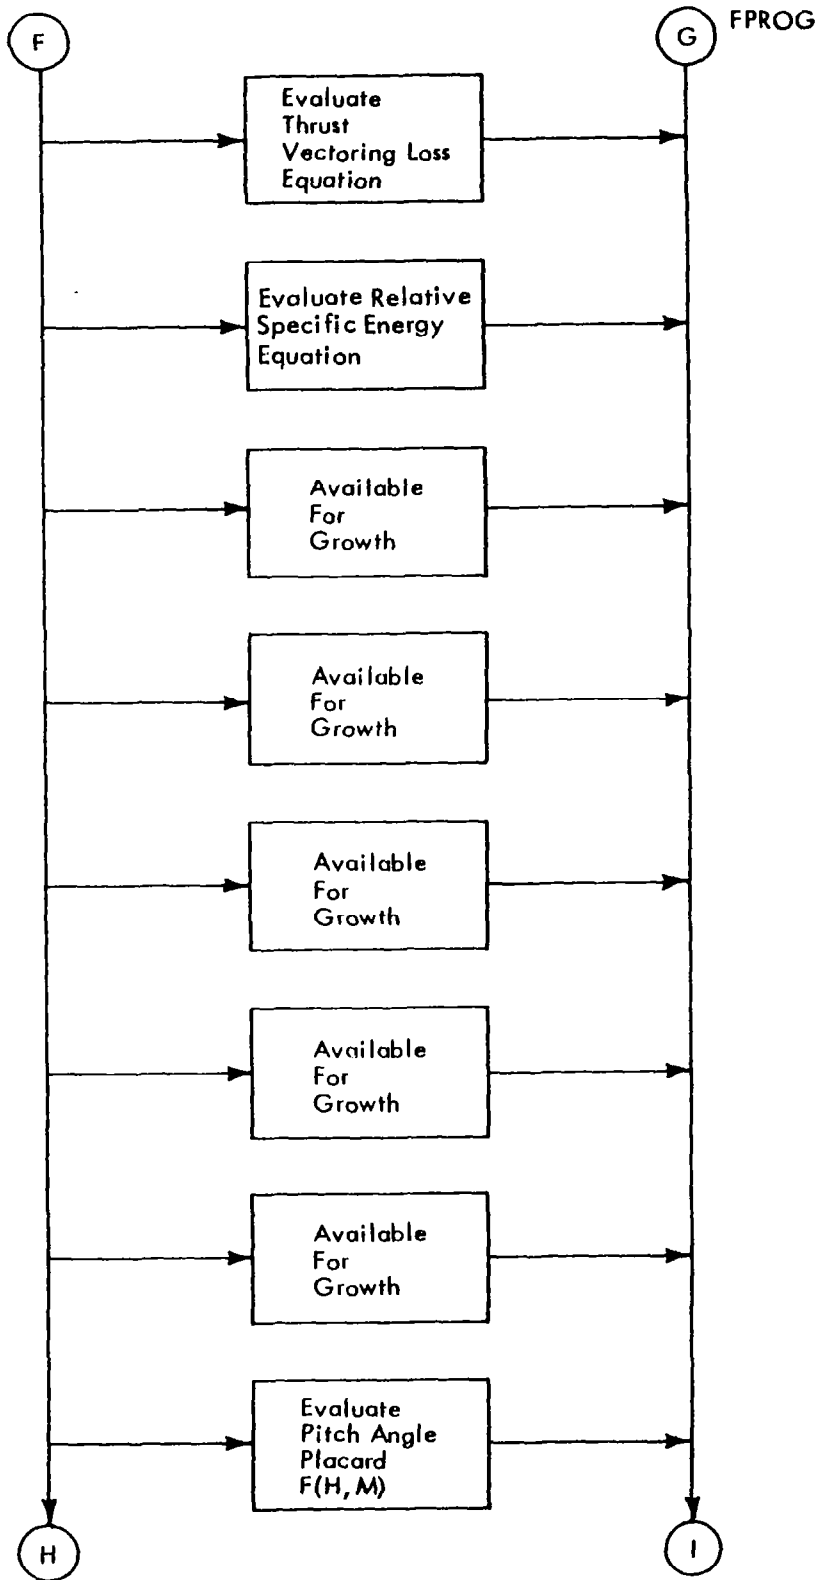 F
G
FPROG
Evaluate
Thrust
Vectoring Loss
Equation
Evaluate Relative
Specific Energy
Equation
Available
For
Growth
Available
For
Growth
Available
For
Growth
Available
For
Growth
Available
For
Growth
Evaluate
Pitch Angle
Placard
F(H,M)
H
I